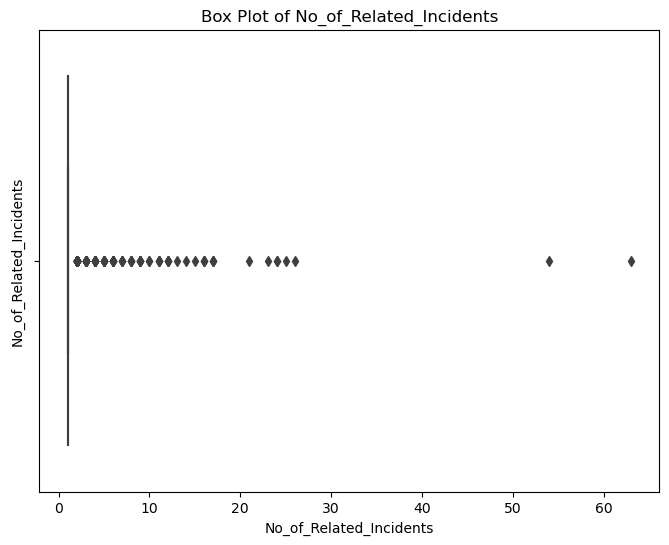 Box Plot of No_of_Related_Incidents
No_of_Related_Incidents
0 10 20 30 40 50 60
No_of_Related_Incidents